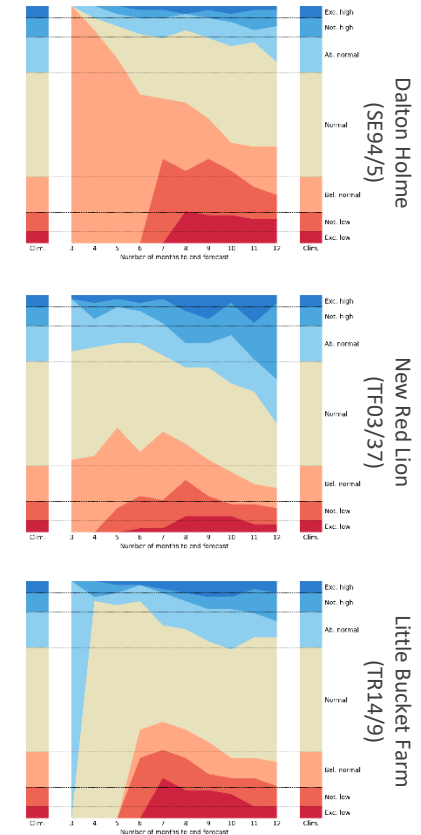 Exc. high
Not. high
Ab. normal
Normal
Bel. normal
Not. low
Exc. low
Clim. 3 4 5 6 7 8 9 10 11 12 Clim.
Number of months to end forecast
Dalton Holme
(SE94/5)
Exc. high
Not. high
Ab. normal
Normal
Bel. normal
Not. low
Exc. low
Clim. 3 4 5 6 7 8 9 10 11 12 Clim.
Number of months to end forecast
New Red Lion
(TF03/37)
Exc. high
Not. high
Ab. normal
Normal
Bel. normal
Not. low
Exc. low
Clim. 3 4 5 6 7 8 9 10 11 12 Clim.
Number of months to end forecast
Little Bucket Farm
(TR14/9)